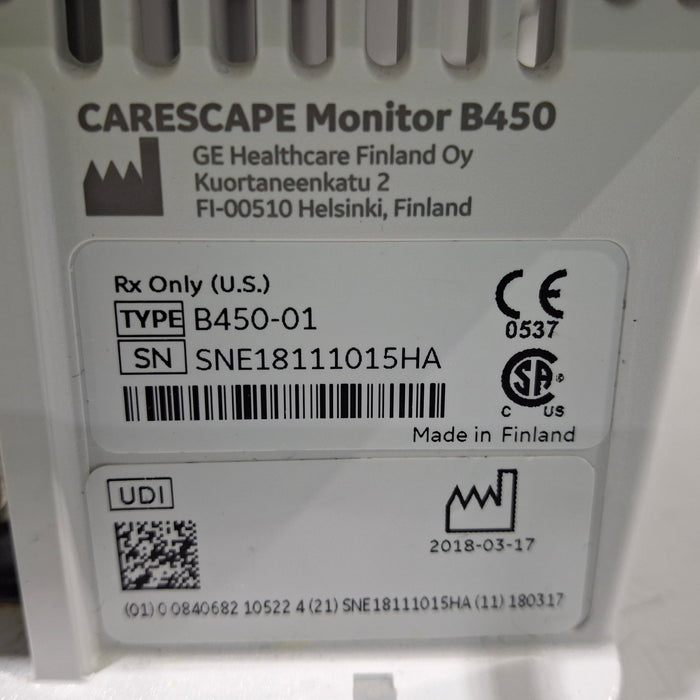 CARESCAPE Monitor B450
GE Healthcare Finland Oy
Kuortaneenkatu 2
FI-00510 Helsinki, Finland
Rx Only (U.S.)
TYPE B450-01
CE
0537
SN SNE18111015HA
SA
C US
Made in Finland
UDI
2018-03-17
(01) 0 0840682 10522 4 (21) SNE18111015HA (11) 180317